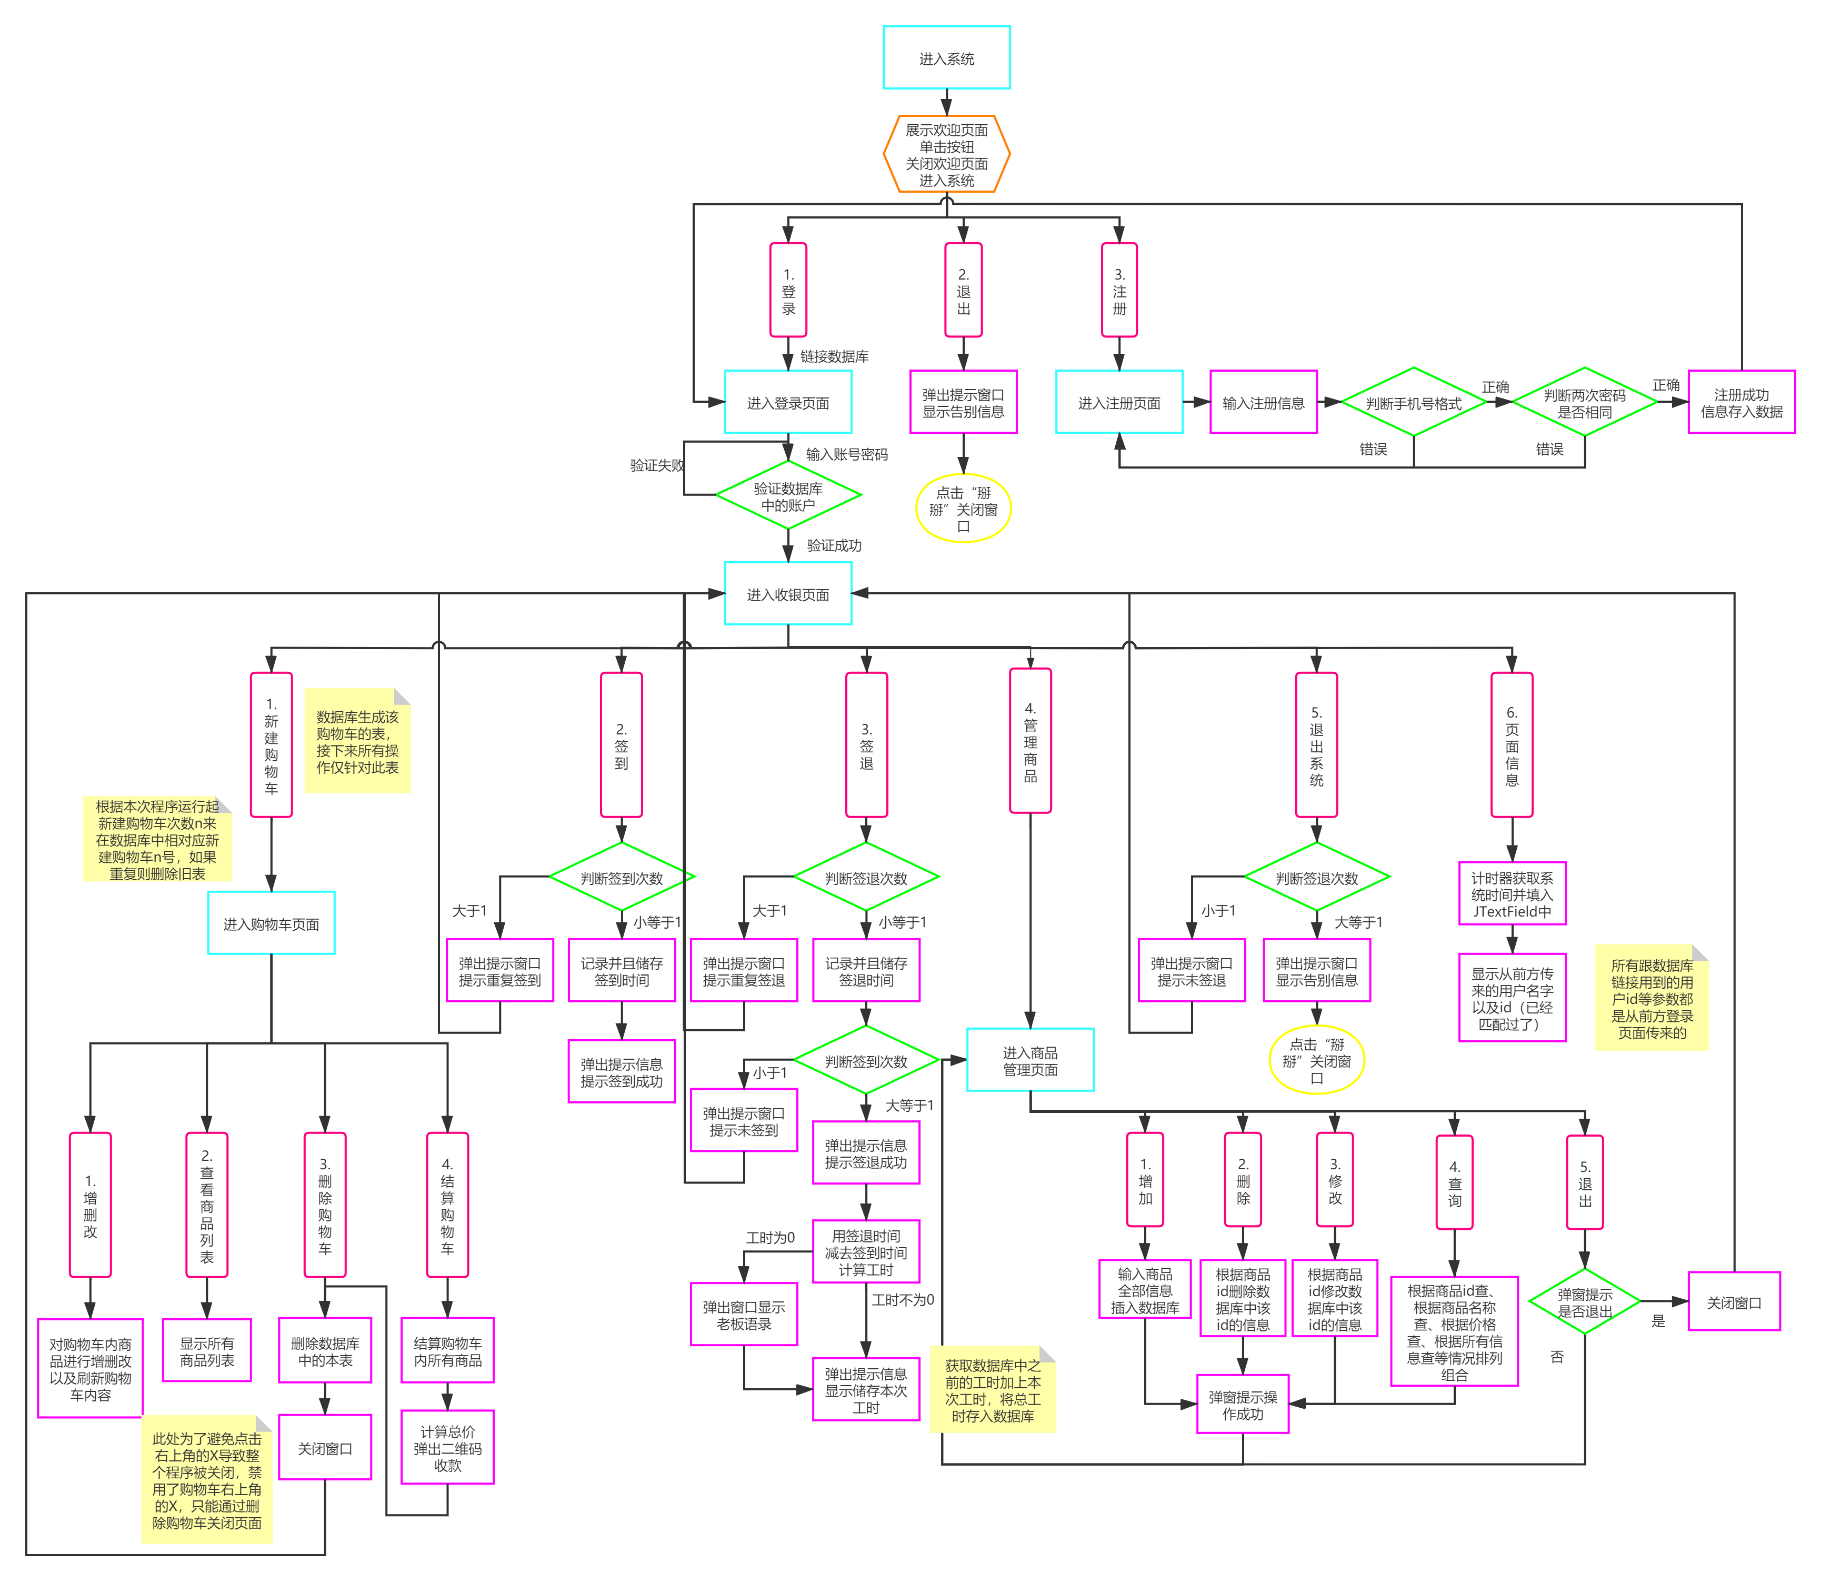 进入系统
展示欢迎页面
单击按钮
关闭欢迎页面
进入系统
1.
登
录
2.
退
出
3.
注
册
链接数据库
进入登录页面
弹出提示窗口
显示告别信息
进入注册页面
输入注册信息
判断手机号格式
正确
判断两次密码
是否相同
正确
注册成功
信息存入数据
错误
错误
验证失败
输入账号密码
验证数据库
中的账户
点击“掰
掰”关闭窗
口
验证成功
进入收银页面
1.
新
建
购
物
车
数据库生成该
购物车的表，
接下来所有操
作仅针对此表
2.
签
到
3.
签
退
4.
管
理
商
品
5.
退
出
系
统
6.
页
面
信
息
根据本次程序运行起
新建购物车次数n来
在数据库中相对应新
建购物车n号，如果
重复则删除旧表
进入购物车页面
判断签到次数
大于1
小等于1
弹出提示窗口
提示重复签到
记录并且储存
签到时间
弹出提示信息
提示签到成功
判断签退次数
大于1
小等于1
弹出提示窗口
提示重复签退
记录并且储存
签退时间
判断签到次数
小于1
大等于1
弹出提示窗口
提示未签到
弹出提示信息
提示签退成功
工时为0
用签退时间
减去签到时间
计算工时
工时不为0
弹出窗口显示
老板语录
弹出提示信息
显示储存本次
工时
获取数据库中之
前的工时加上本
次工时，将总工
时存入数据库
判断签退次数
小于1
大等于1
弹出提示窗口
提示未签退
弹出提示窗口
显示告别信息
点击“掰
掰”关闭窗
口
计时器获取系
统时间并填入
JTextField中
显示从前方传
来的用户名字
以及id（已经
匹配过了）
所有跟数据库
链接用到的用
户id等参数都
是从前方登录
页面传来的
进入商品
管理页面
1.
增
删
改
2.
查
看
商
品
列
表
3.
删
除
购
物
车
4.
结
算
购
物
车
对购物车内商
品进行增删改
以及刷新购物
车内容
显示所有
商品列表
删除数据库
中的本表
结算购物车
内所有商品
此处为了避免点击
右上角的X导致整
个程序被关闭，禁
用了购物车右上角
的X，只能通过删
除购物车关闭页面
关闭窗口
计算总价
弹出二维码
收款
1.
增
加
2.
删
除
3.
修
改
4.
查
询
5.
退
出
输入商品
全部信息
插入数据库
根据商品
id删除数
据库中该
id的信息
根据商品
id修改数
据库中该
id的信息
根据商品id查、
根据商品名称
查、根据价格
查、根据所有信
息查等情况排列
组合
弹窗提示
是否退出
是
否
关闭窗口
弹窗提示操
作成功